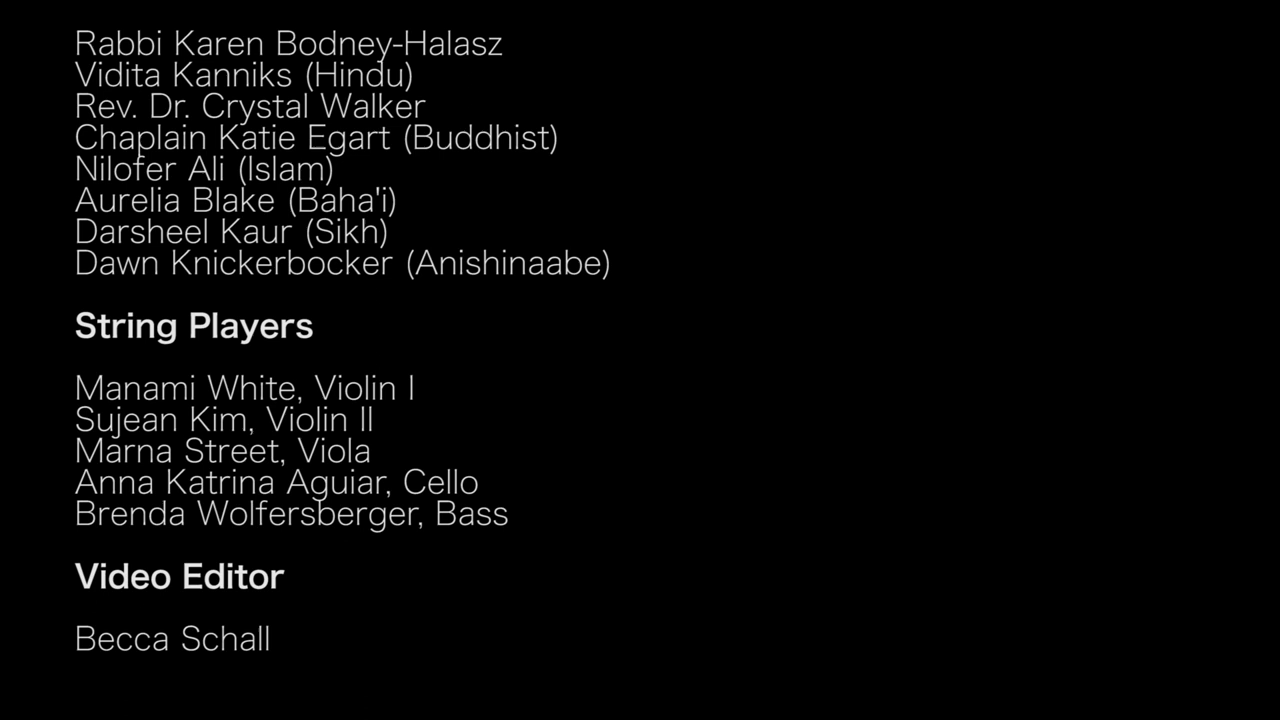 Rabbi Karen Bodney-Halasz
Vidita Kanniks (Hindu)
Rev. Dr. Crystal Walker
Chaplain Katie Egart (Buddhist)
Nilofer Ali (Islam)
Aurelia Blake (Baha'i)
Darsheel Kaur (Sikh)
Dawn Knickerbocker (Anishinaabe)
String Players
Manami White, Violin I
Sujean Kim, Violin II
Marna Street, Viola
Anna Katrina Aguiar, Cello
Brenda Wolfersberger, Bass
Video Editor
Becca Schall